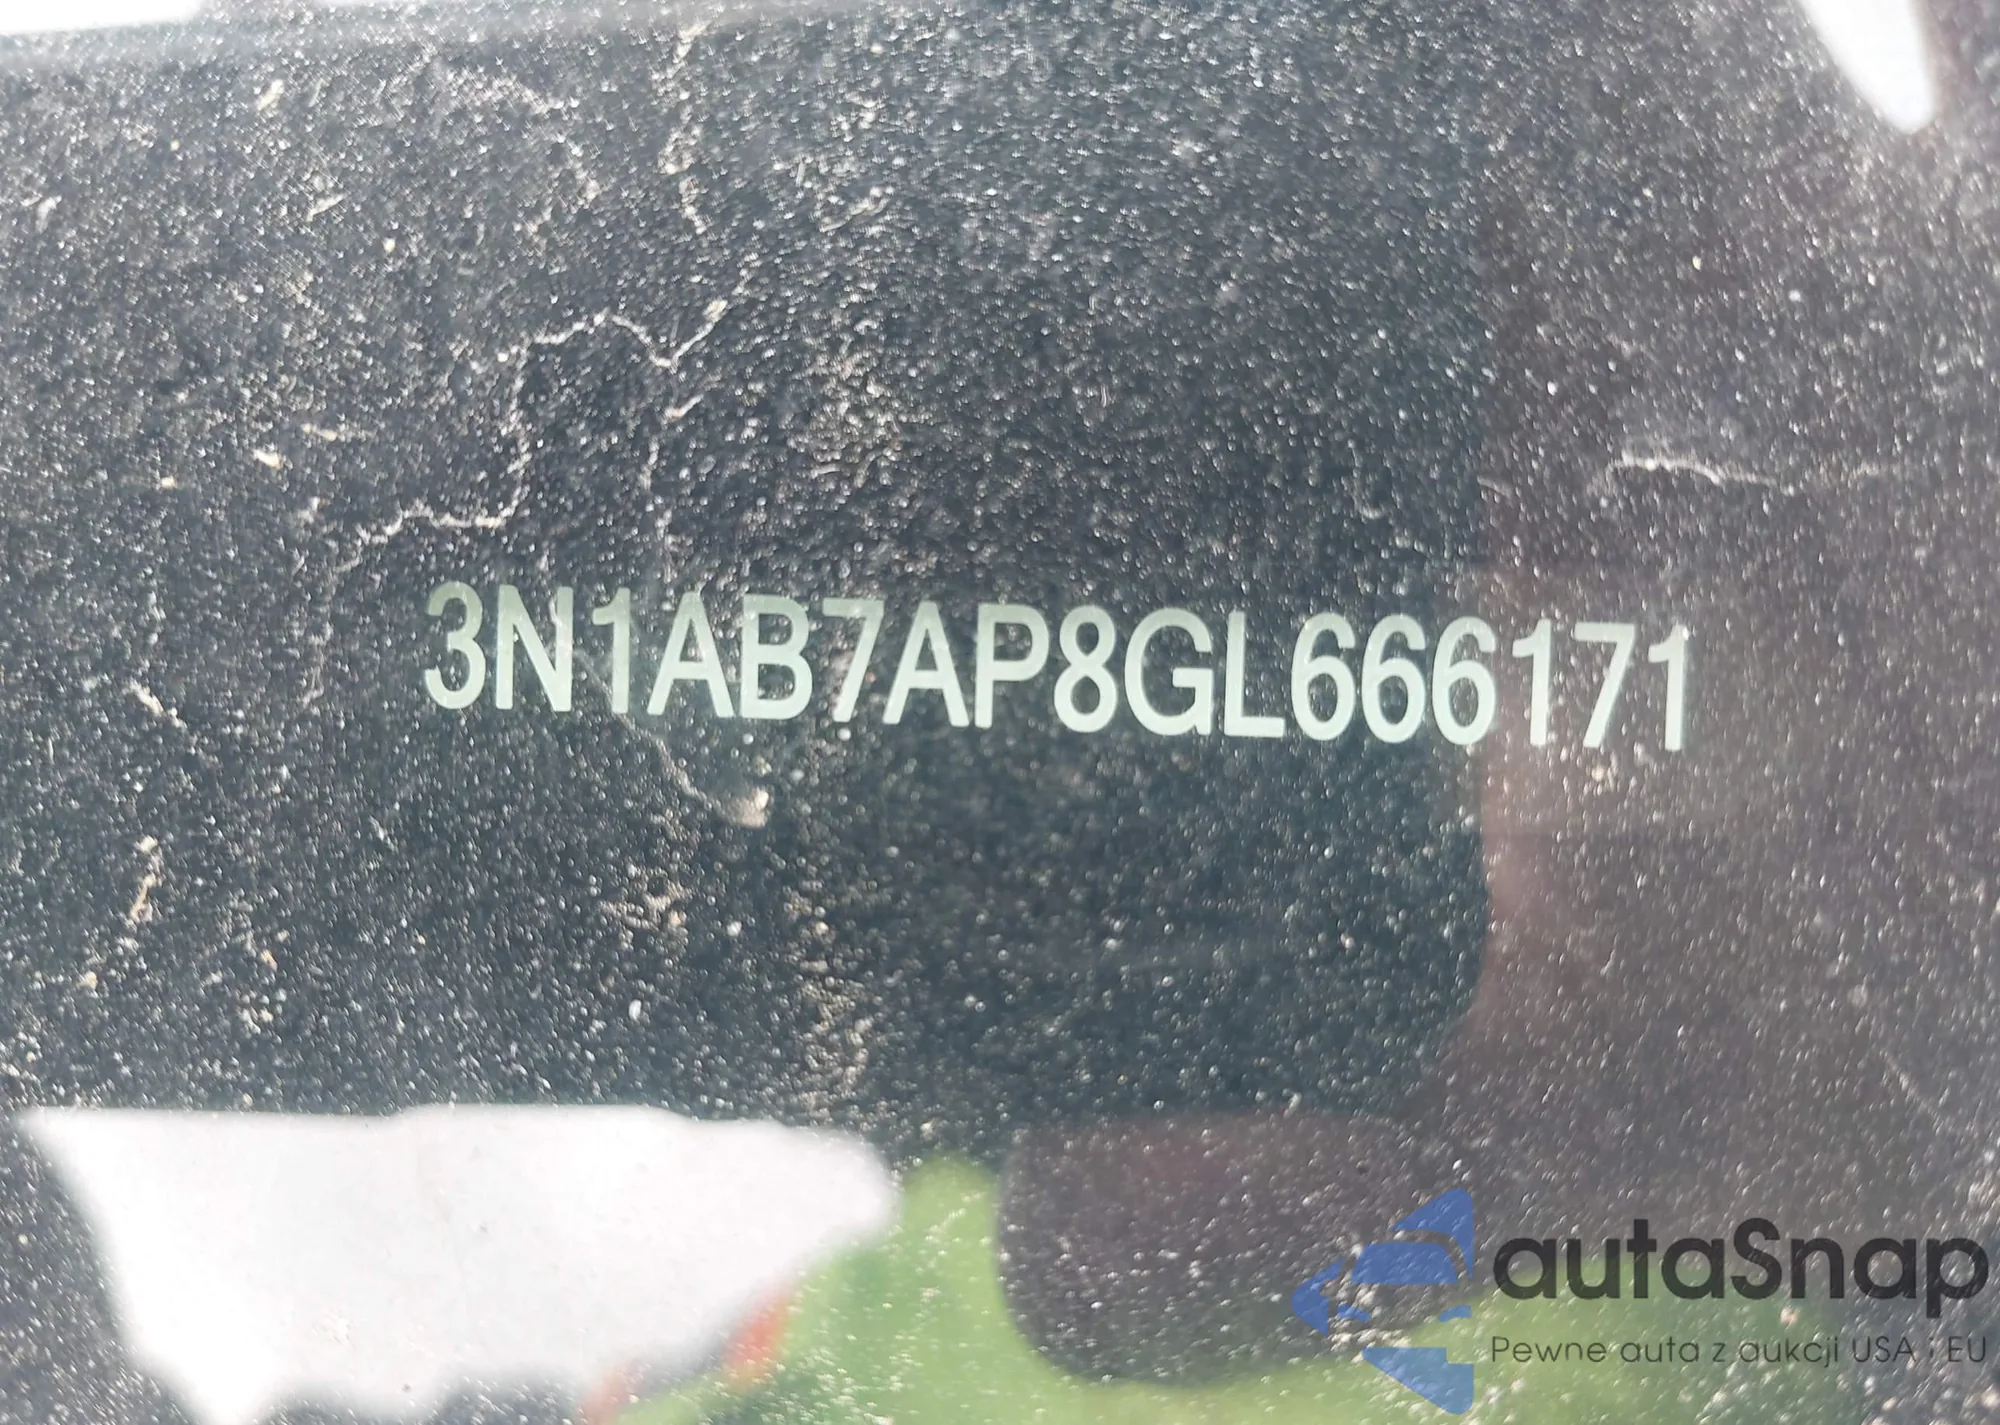 3N1AB7AP8GL666171
autaSnap
Pewne auta z aukcji USA i EU